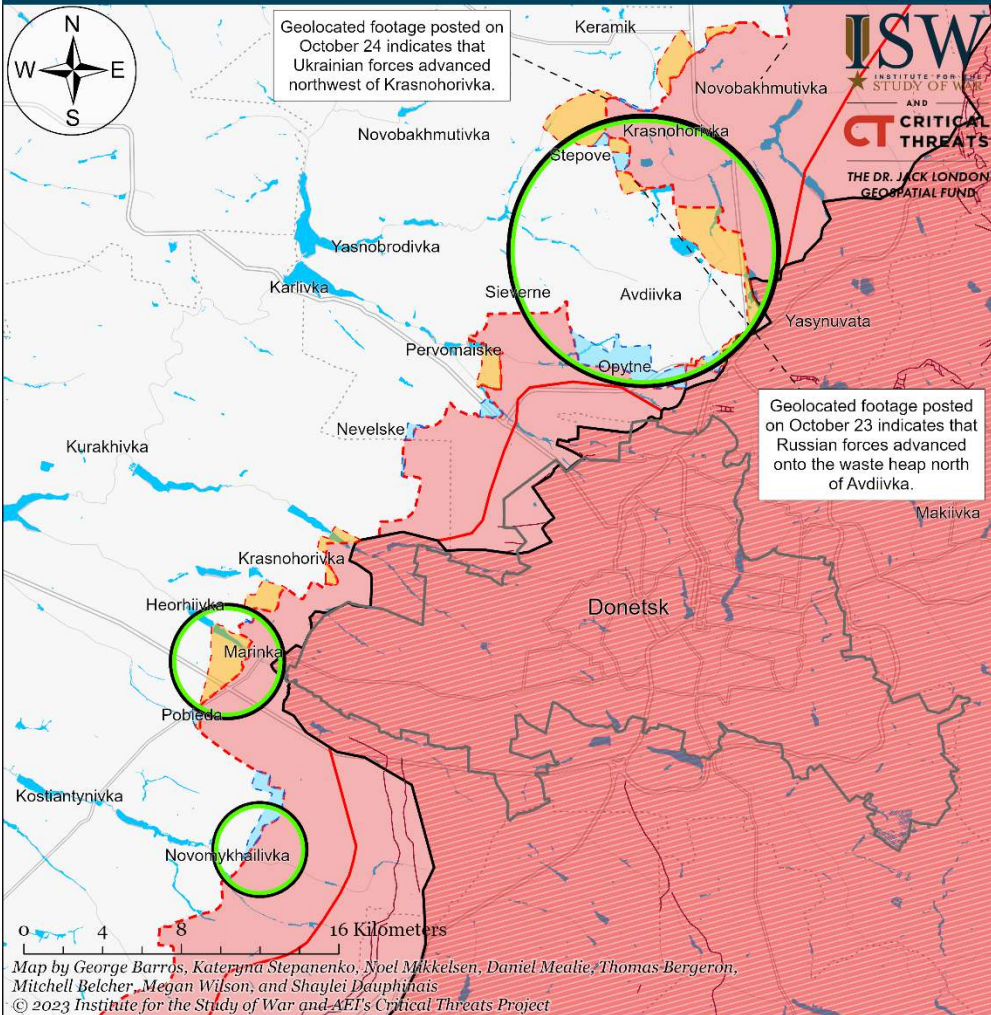 N
W
E
S
Geolocated footage posted on
October 24 indicates that
Ukrainian forces advanced
northwest of Krasnohorivka.
Keramik
ISW
INSTITUTE FOR THE
STUDY OF WAR
AND
CT CRITICAL
THREATS
THE DR. JACK LONDON
GEOSPATIAL FUND
Novobakhmutivka
Novobakhmutivka
Krasnohorivka
Stepove
Yasnobrodivka
Karlivka
Sieverne
Avdiivka
Yasynuvata
Pervomaiske
Opytne
Nevelske
Geolocated footage posted
on October 23 indicates that
Russian forces advanced
onto the waste heap north
of Avdiivka.
Kurakhivka
Makiivka
Krasnohorivka
Heorhiivka
Donetsk
Marinka
Pobieda
Kostiantynivka
Novomykhailivka
0 4 8 16 Kilometers
Map by George Barros, Kateryna Stepanenko, Noel Mikkelsen, Daniel Mealie, Thomas Bergeron,
Mitchell Belcher, Megan Wilson, and Shaylei Dauphinais
© 2023 Institute for the Study of War and AEI's Critical Threats Project